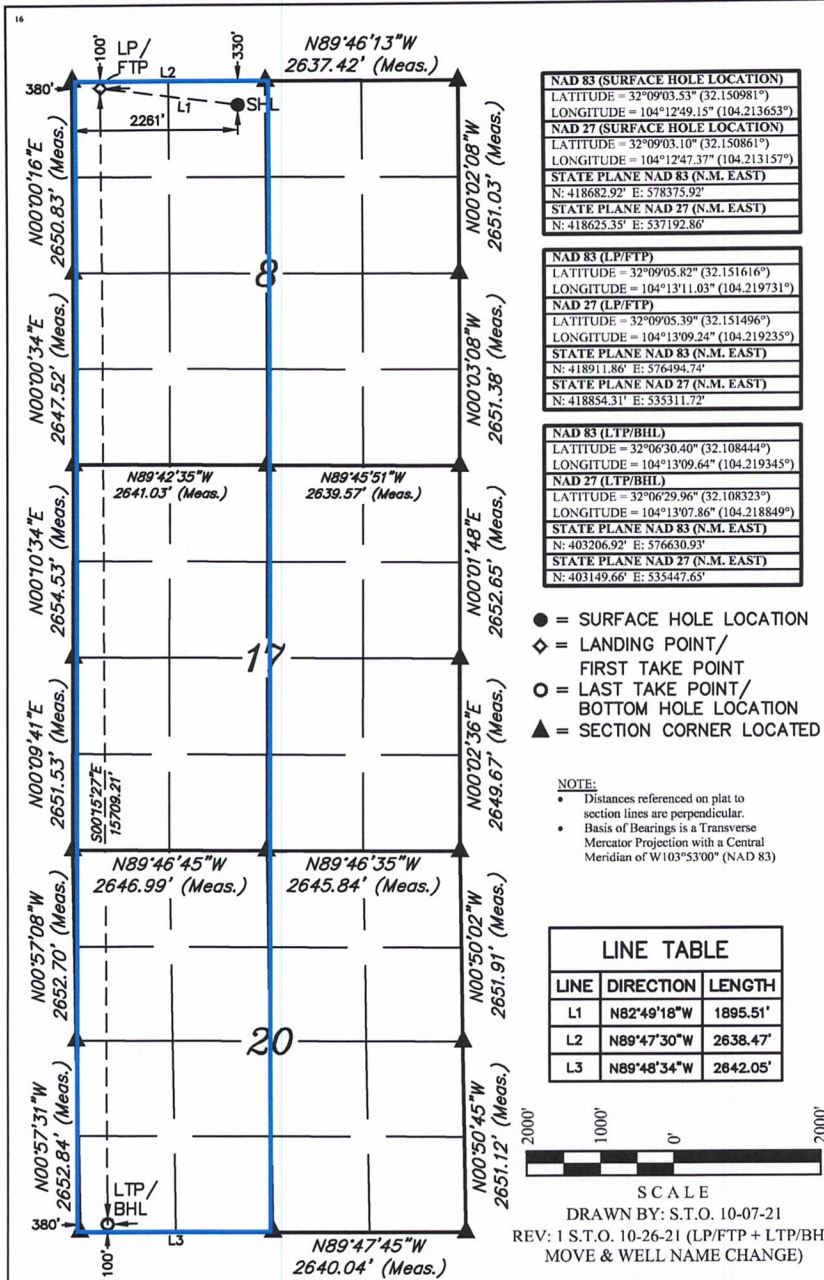 16
100'
LP/
FTP
L2
330'
N89°46'13"W
2637.42' (Meas.)
380'
L1
SHL
2261'
N00°00'16"E
2650.83' (Meas.)
N00°02'08"W
2651.03' (Meas.)
8
N00°00'34"E
2647.52' (Meas.)
N00°03'08"W
2651.38' (Meas.)
N89°42'35"W
2641.03' (Meas.)
N89°45'51"W
2639.57' (Meas.)
N00°10'34"E
2654.53' (Meas.)
N00°01'48"E
2652.65' (Meas.)
17
N00°09'41"E
2651.53' (Meas.)
S00°15'27"E
15709.21'
N00°02'36"E
2649.67' (Meas.)
N89°46'45"W
2646.99' (Meas.)
N89°46'35"W
2645.84' (Meas.)
N00°57'08"W
2652.70' (Meas.)
N00°50'02"W
2651.91' (Meas.)
20
N00°57'31"W
2652.84' (Meas.)
N00°50'45"W
2651.12' (Meas.)
LTP/
BHL
380'
100'
L3
N89°47'45"W
2640.04' (Meas.)
NAD 83 (SURFACE HOLE LOCATION)
LATITUDE = 32°09'03.53" (32.150981°)
LONGITUDE = 104°12'49.15" (104.213653°)
NAD 27 (SURFACE HOLE LOCATION)
LATITUDE = 32°09'03.10" (32.150861°)
LONGITUDE = 104°12'47.37" (104.213157°)
STATE PLANE NAD 83 (N.M. EAST)
N: 418682.92' E: 578375.92'
STATE PLANE NAD 27 (N.M. EAST)
N: 418625.35' E: 537192.86'
NAD 83 (LP/FTP)
LATITUDE = 32°09'05.82" (32.151616°)
LONGITUDE = 104°13'11.03" (104.219731°)
NAD 27 (LP/FTP)
LATITUDE = 32°09'05.39" (32.151496°)
LONGITUDE = 104°13'09.24" (104.219235°)
STATE PLANE NAD 83 (N.M. EAST)
N: 418911.86' E: 576494.74'
STATE PLANE NAD 27 (N.M. EAST)
N: 418854.31' E: 535311.72'
NAD 83 (LTP/BHL)
LATITUDE = 32°06'30.40" (32.108444°)
LONGITUDE = 104°13'09.64" (104.219345°)
NAD 27 (LTP/BHL)
LATITUDE = 32°06'29.96" (32.108323°)
LONGITUDE = 104°13'07.86" (104.218849°)
STATE PLANE NAD 83 (N.M. EAST)
N: 403206.92' E: 576630.93'
STATE PLANE NAD 27 (N.M. EAST)
N: 403149.66' E: 535447.65'
= SURFACE HOLE LOCATION
= LANDING POINT/
FIRST TAKE POINT
= LAST TAKE POINT/
BOTTOM HOLE LOCATION
= SECTION CORNER LOCATED
NOTE:
• Distances referenced on plat to
section lines are perpendicular.
• Basis of Bearings is a Transverse
Mercator Projection with a Central
Meridian of W103°53'00" (NAD 83)
LINE TABLE
LINE DIRECTION LENGTH
L1 N82°49'18"W 1895.51'
L2 N89°47'30"W 2638.47'
L3 N89°48'34"W 2642.05'
2000' 1000' 0' 2000'
SCALE
DRAWN BY: S.T.O. 10-07-21
REV: 1 S.T.O. 10-26-21 (LP/FTP + LTP/BH
MOVE & WELL NAME CHANGE)